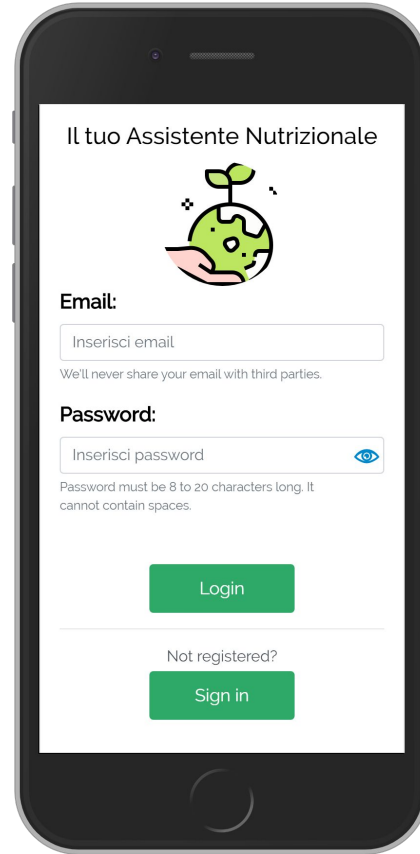 Il tuo Assistente Nutrizionale
Email:
Inserisci email
We'll never share your email with third parties.
Password:
Inserisci password
Password must be 8 to 20 characters long. It
cannot contain spaces.
Login
Not registered?
Sign in